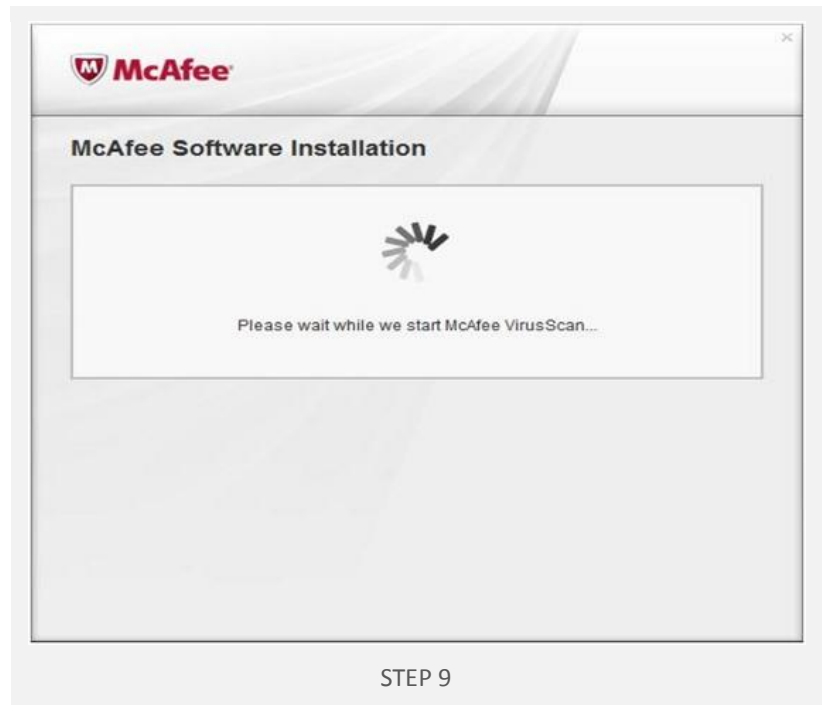 McAfee
McAfee Software Installation
Please wait while we start McAfee VirusScan...
STEP 9